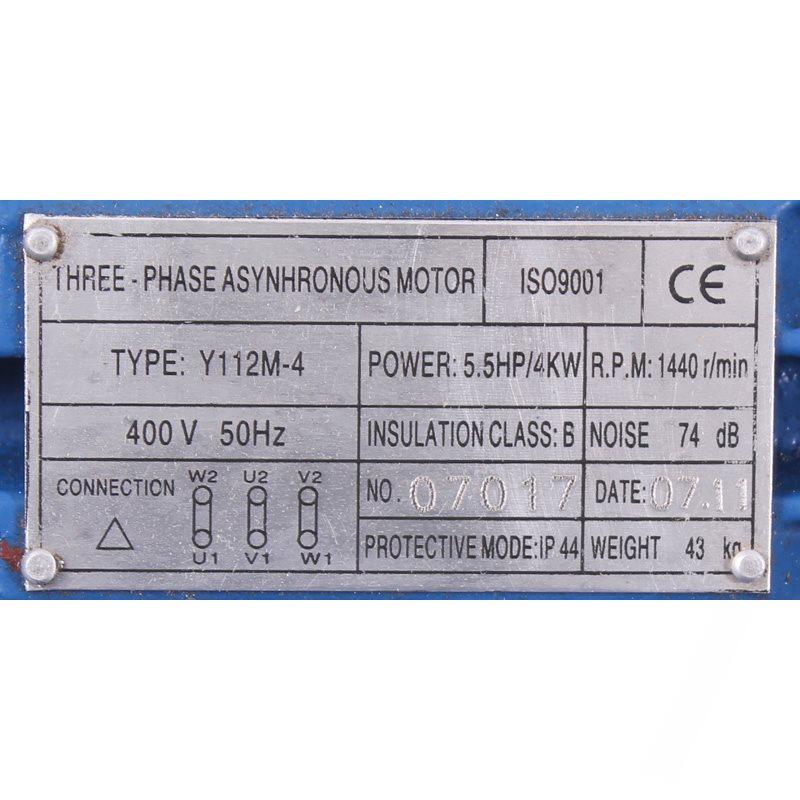 THREE - PHASE ASYNHRONOUS MOTOR ISO9001 CE
TYPE: Y112M-4 POWER: 5.5HP/4KW R.P.M: 1440 r/min
400 V 50Hz INSULATION CLASS: B NOISE 74 dB
CONNECTION W2 U2 V2 NO. 07017 DATE: 07.11
U1 V1 W1 PROTECTIVE MODE: IP 44 WEIGHT 43 kg